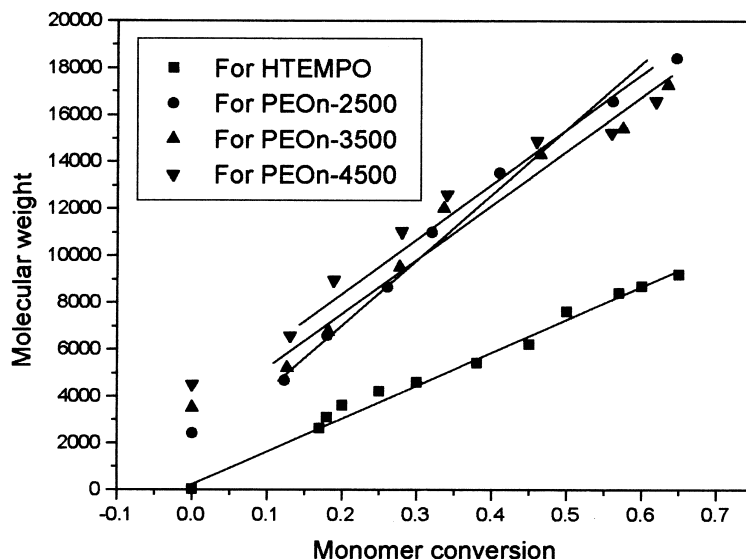 20000
18000
16000
14000
12000
10000
8000
6000
4000
2000
0
Molecular weight
For HTEMPO
For PEOn-2500
For PEOn-3500
For PEOn-4500
-0.1 0.0 0.1 0.2 0.3 0.4 0.5 0.6 0.7
Monomer conversion